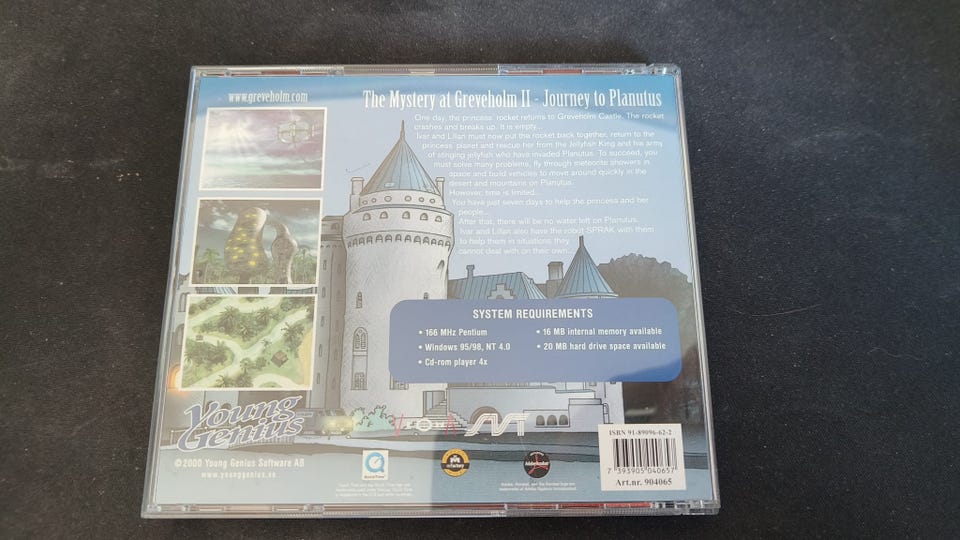 www.greveholm.com
The Mystery at Greveholm II - Journey to Planutus
One day, the princess' rocket returns to Greveholm Castle. The rocket
crashes and breaks up. It is empty...
Ivar and Lillan must now put the rocket back together, return to the
princess' planet and rescue her from the Jellyfish King and his army
of stinging jellyfish who have invaded Planutus. To succeed, you
must solve many problems, fly through meteorite showers in
space and build vehicles to move around quickly in the
desert and mountains on Planutus.
However, time is limited...
You have just seven days to help the princess and her
people...
After that, there will be no water left on Planutus.
Ivar and Lillan also have the robot SPRAK with them
to help them in situations they
cannot deal with on their own...
SYSTEM REQUIREMENTS
• 166 MHz Pentium
• Windows 95/98, NT 4.0
• Cd-rom player 4x
• 16 MB internal memory available
• 20 MB hard drive space available
Young
Genius
SVT
© 2000 Young Genius Software AB
www.younggenius.se
QuickTime
ISBN 91-89096-62-2
7 393905 040657
Art.nr. 904065